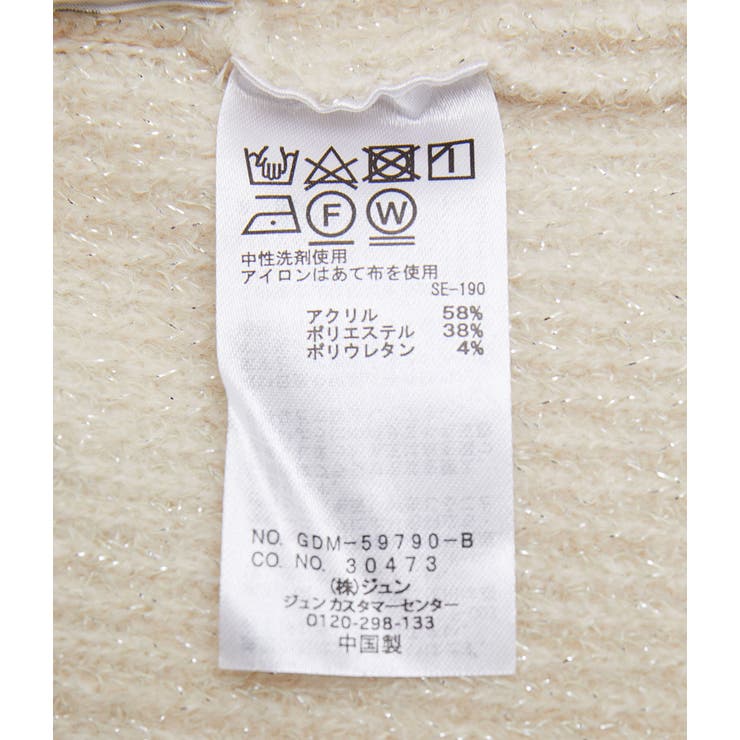 F W
中性洗剤使用
アイロンはあて布を使用
SE-190
アクリル 58%
ポリエステル 38%
ポリウレタン 4%
NO. GDM-59790-B
CO. NO. 30473
(株)ジュン
ジュン カスタマーセンター
0120-298-133
中国製